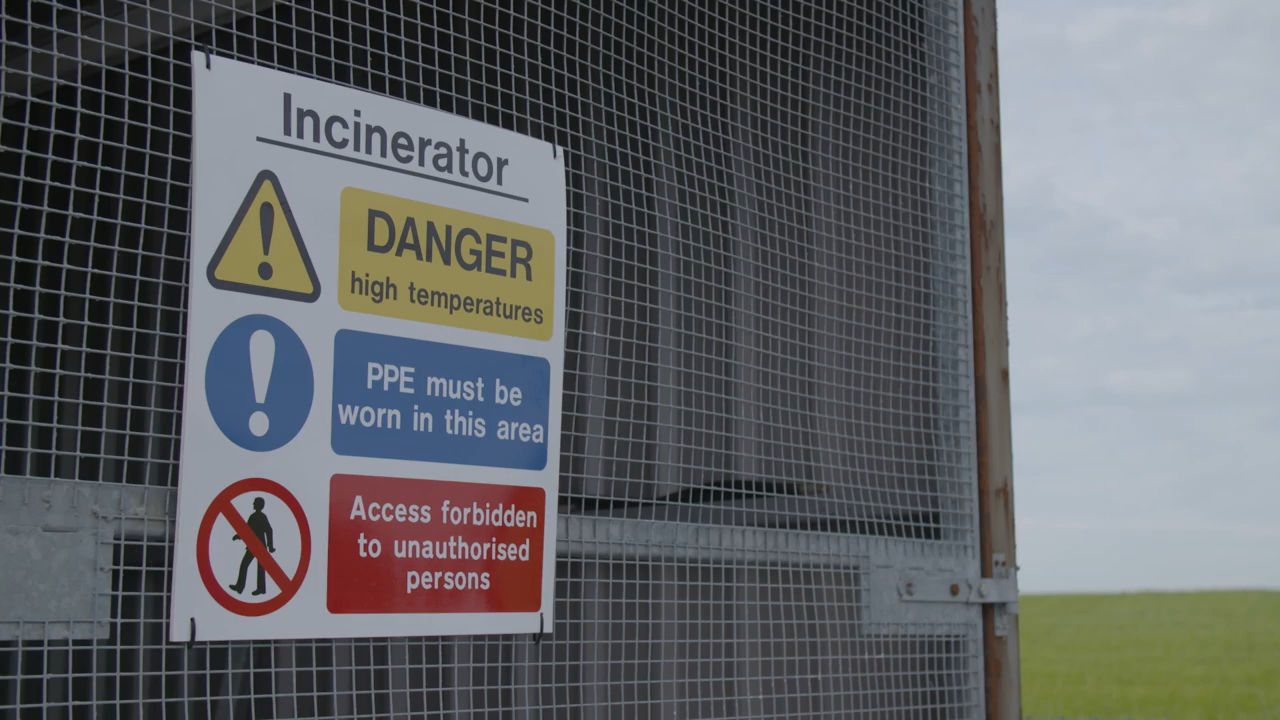 Incinerator
DANGER
high temperatures
PPE must be
worn in this area
Access forbidden
to unauthorised
persons